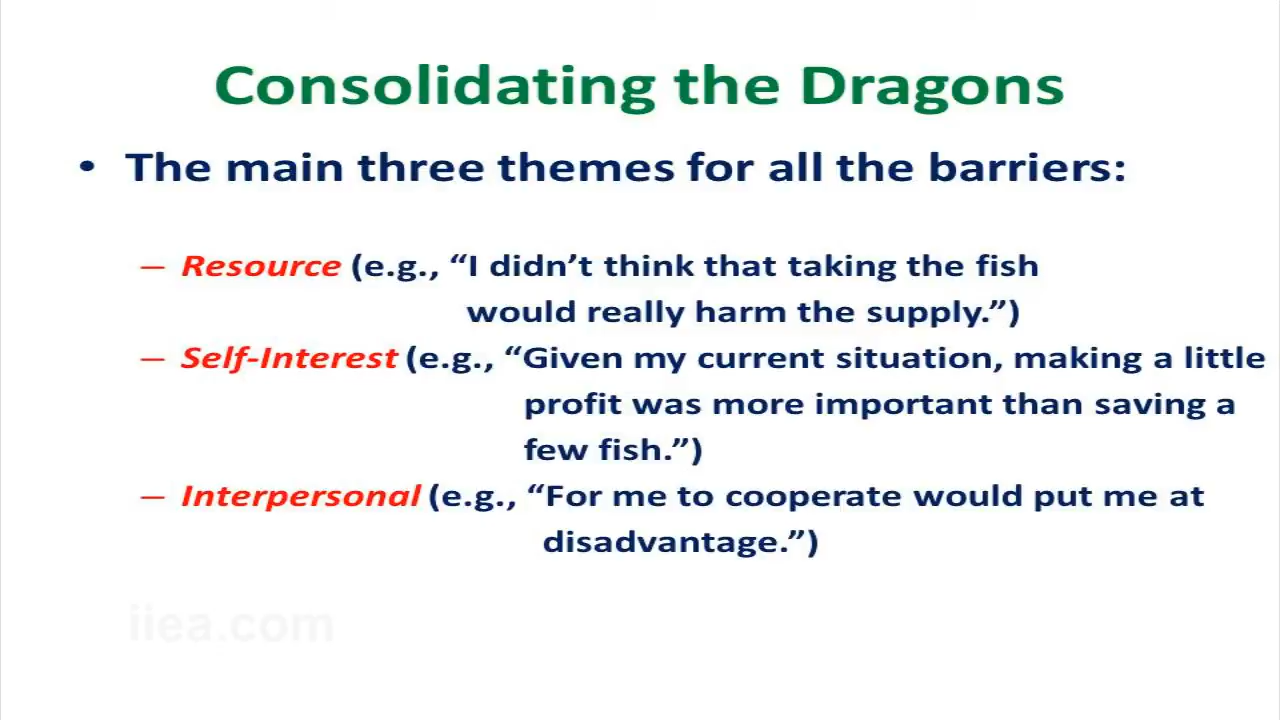 Consolidating the Dragons
• The main three themes for all the barriers:
– Resource (e.g., “I didn’t think that taking the fish
would really harm the supply.”)
– Self-Interest (e.g., “Given my current situation, making a little
profit was more important than saving a
few fish.”)
– Interpersonal (e.g., “For me to cooperate would put me at
disadvantage.”)
iiea.com